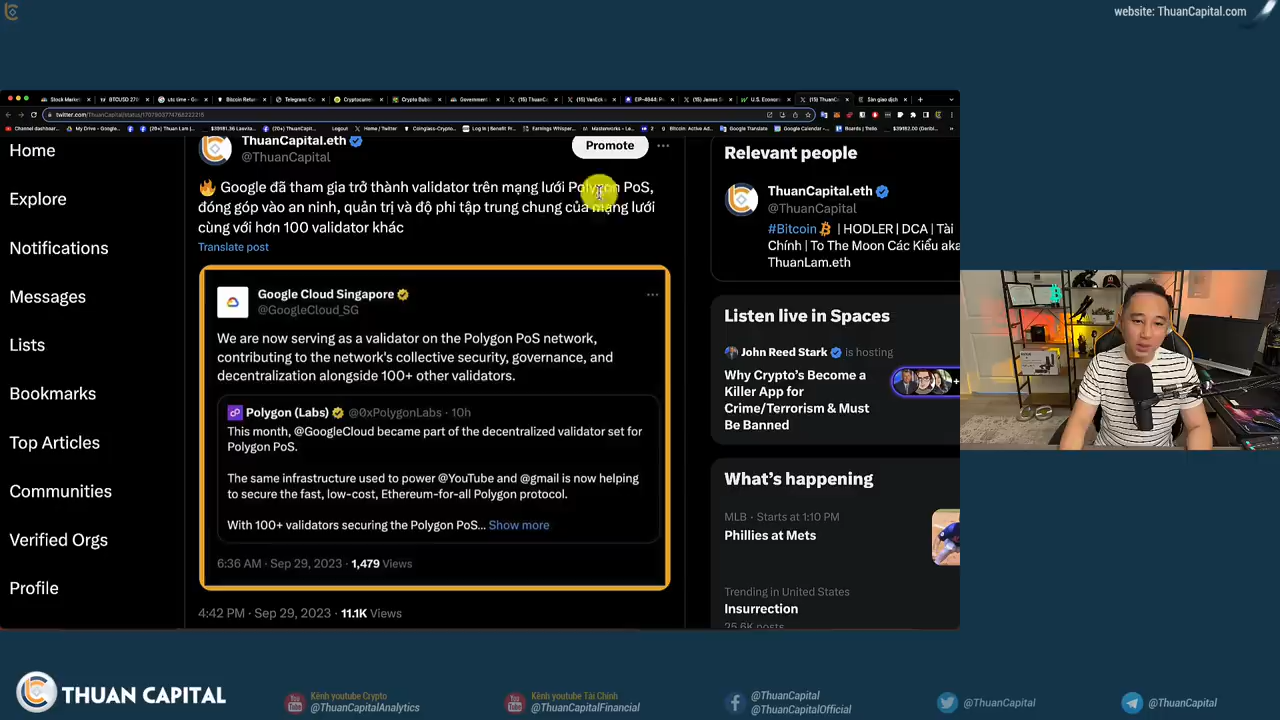 website: ThuanCapital.com
twitter.com/ThuanCapital/status/1707803774768222215
Home
Explore
Notifications
Messages
Lists
Bookmarks
Top Articles
Communities
Verified Orgs
Profile
ThuanCapital.eth
@ThuanCapital
Promote
🔥 Google đã tham gia trở thành validator trên mạng lưới Polygon PoS,
đóng góp vào an ninh, quản trị và độ phi tập trung chung của mạng lưới
cùng với hơn 100 validator khác
Translate post
Google Cloud Singapore
@GoogleCloud_SG
We are now serving as a validator on the Polygon PoS network,
contributing to the network's collective security, governance, and
decentralization alongside 100+ other validators.
Polygon (Labs) @0xPolygonLabs · 10h
This month, @GoogleCloud became part of the decentralized validator set for
Polygon PoS.
The same infrastructure used to power @YouTube and @gmail is now helping
to secure the fast, low-cost, Ethereum-for-all Polygon protocol.
With 100+ validators securing the Polygon PoS... Show more
6:36 AM · Sep 29, 2023 · 1,479 Views
4:42 PM · Sep 29, 2023 · 11.1K Views
Relevant people
ThuanCapital.eth
@ThuanCapital
#Bitcoin | HODLER | DCA | Tài
Chính | To The Moon Các Kiểu aka
ThuanLam.eth
Listen live in Spaces
John Reed Stark is hosting
Why Crypto's Become a
Killer App for
Crime/Terrorism & Must
Be Banned
What's happening
MLB · Starts at 1:10 PM
Phillies at Mets
Trending in United States
Insurrection
25.6K posts
THUAN CAPITAL
Kênh youtube Crypto
@ThuanCapitalAnalytics
Kênh youtube Tài Chính
@ThuanCapitalFinancial
@ThuanCapital
@ThuanCapitalOfficial
@ThuanCapital
@ThuanCapital